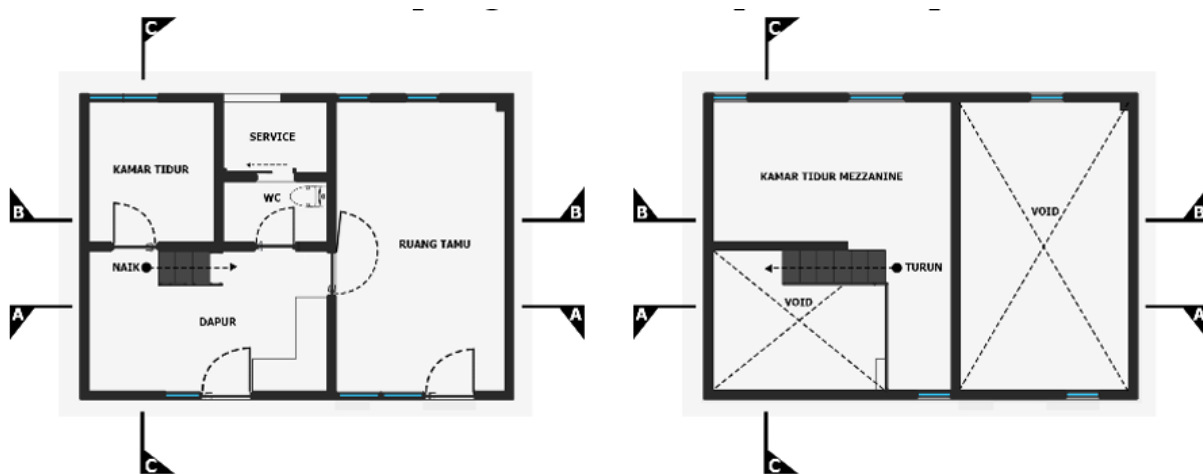 C
C
SERVICE
KAMAR TIDUR
KAMAR TIDUR MEZZANINE
WC
B
B
B
B
VOID
RUANG TAMU
NAIK
TURUN
VOID
A
A
A
A
DAPUR
C
C